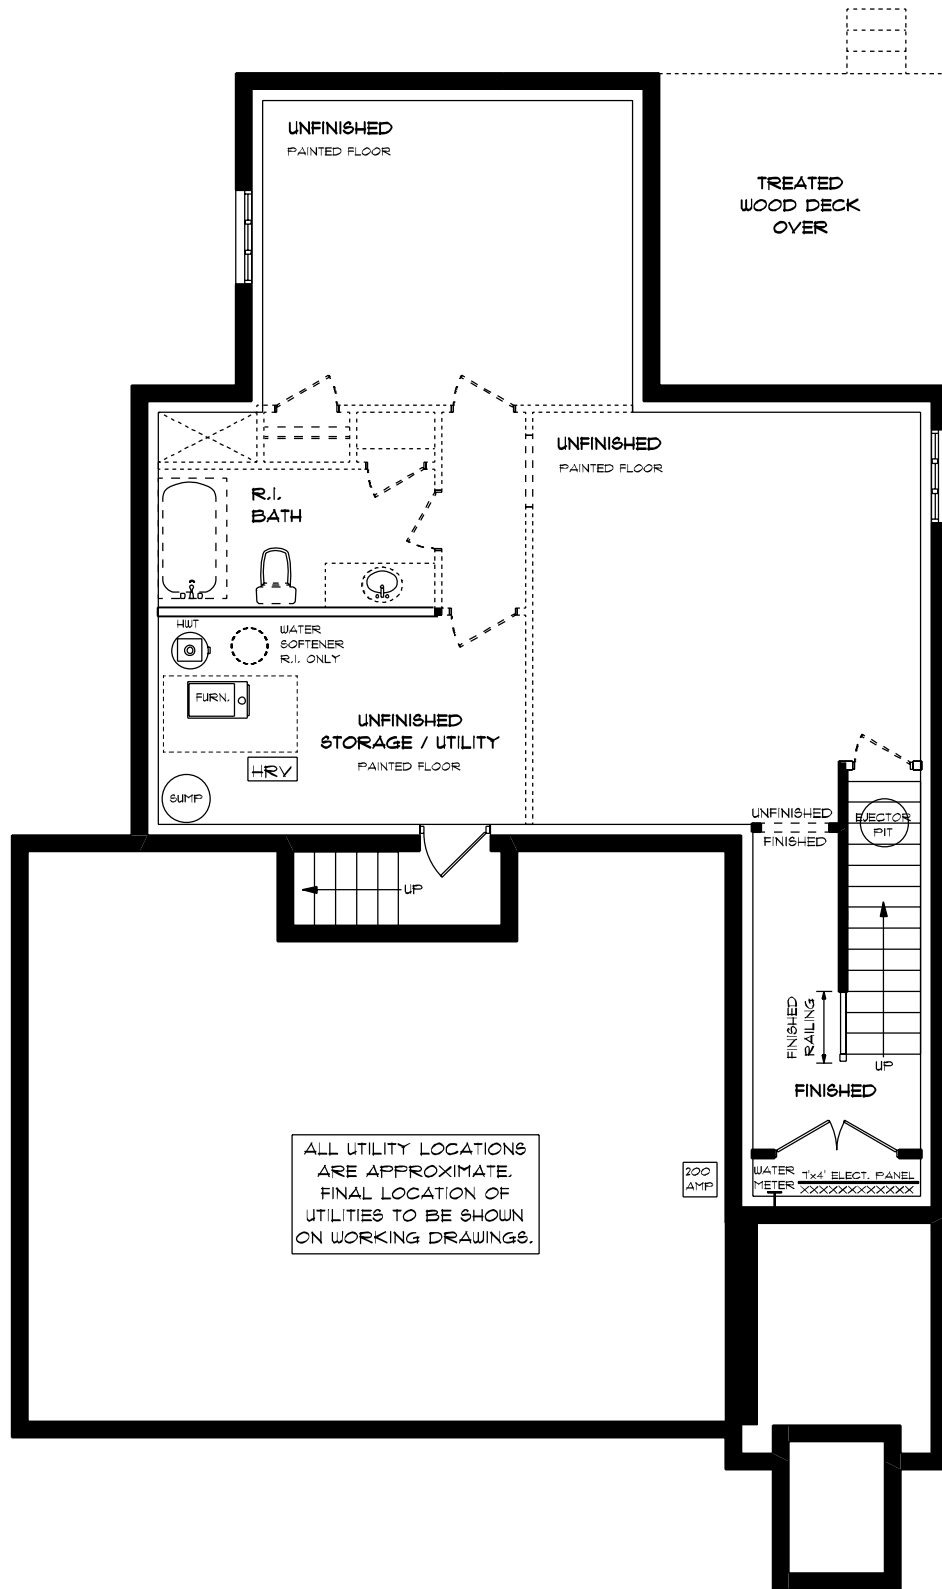 UNFINISHED
PAINTED FLOOR
TREATED
WOOD DECK
OVER
UNFINISHED
PAINTED FLOOR
R.I.
BATH
HWT
WATER
SOFTENER
R.I. ONLY
FURN.
UNFINISHED
STORAGE / UTILITY
PAINTED FLOOR
HRV
SUMP
UNFINISHED
FINISHED
EJECTOR
PIT
UP
FINISHED
RAILING
UP
FINISHED
ALL UTILITY LOCATIONS
ARE APPROXIMATE.
FINAL LOCATION OF
UTILITIES TO BE SHOWN
ON WORKING DRAWINGS.
200
AMP
WATER
METER
7'x4' ELECT. PANEL